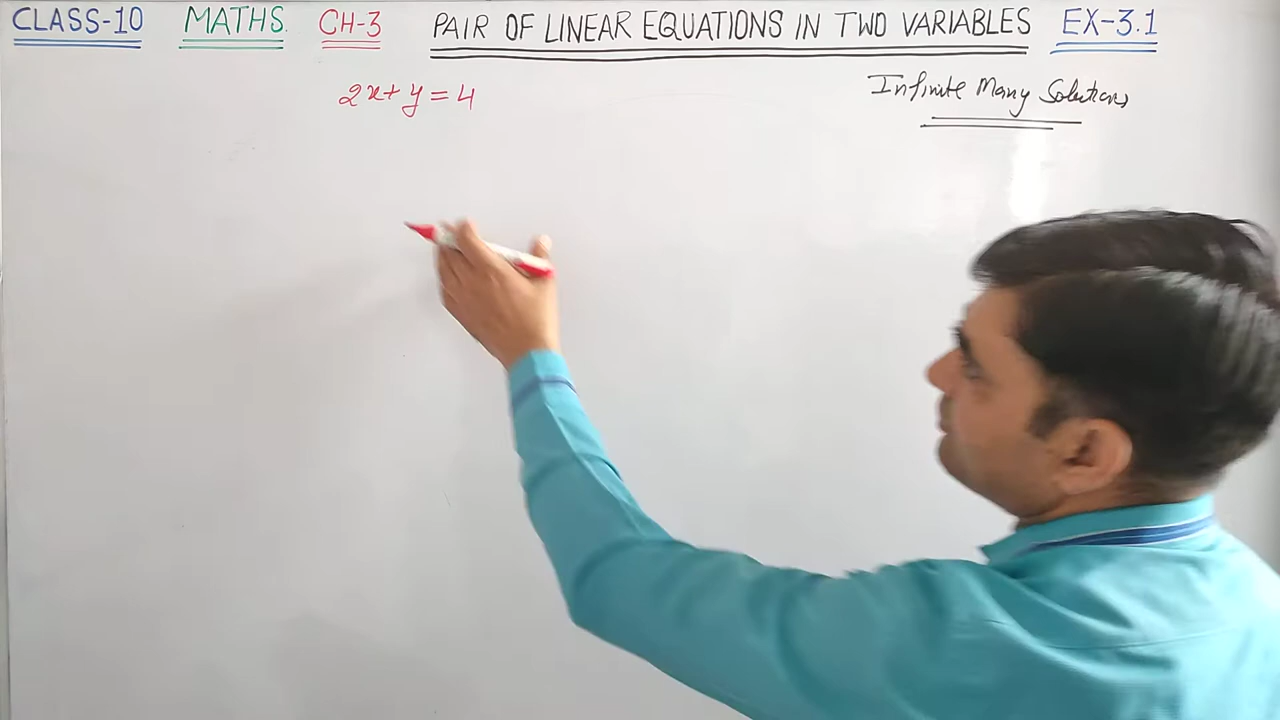 CLASS-10 MATHS. CH-3 PAIR OF LINEAR EQUATIONS IN TWO VARIABLES EX-3.1
2x+y=4 Infinite Many Solutions